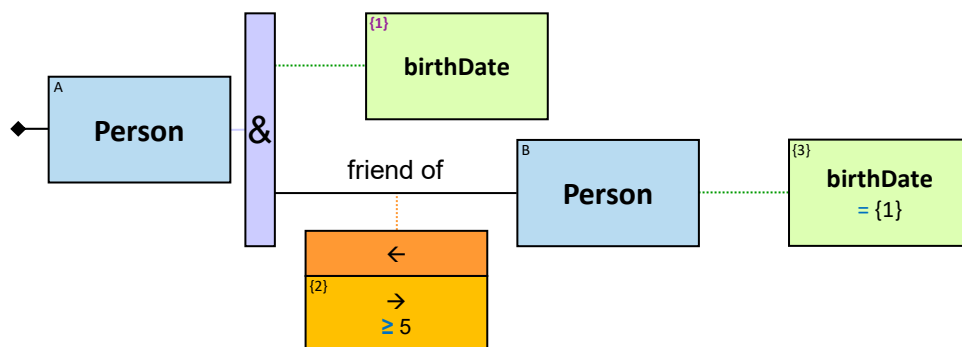 {1}
birthDate
A
Person
&
friend of
B
Person
{3}
birthDate
= {1}
←
{2}
→
≥ 5